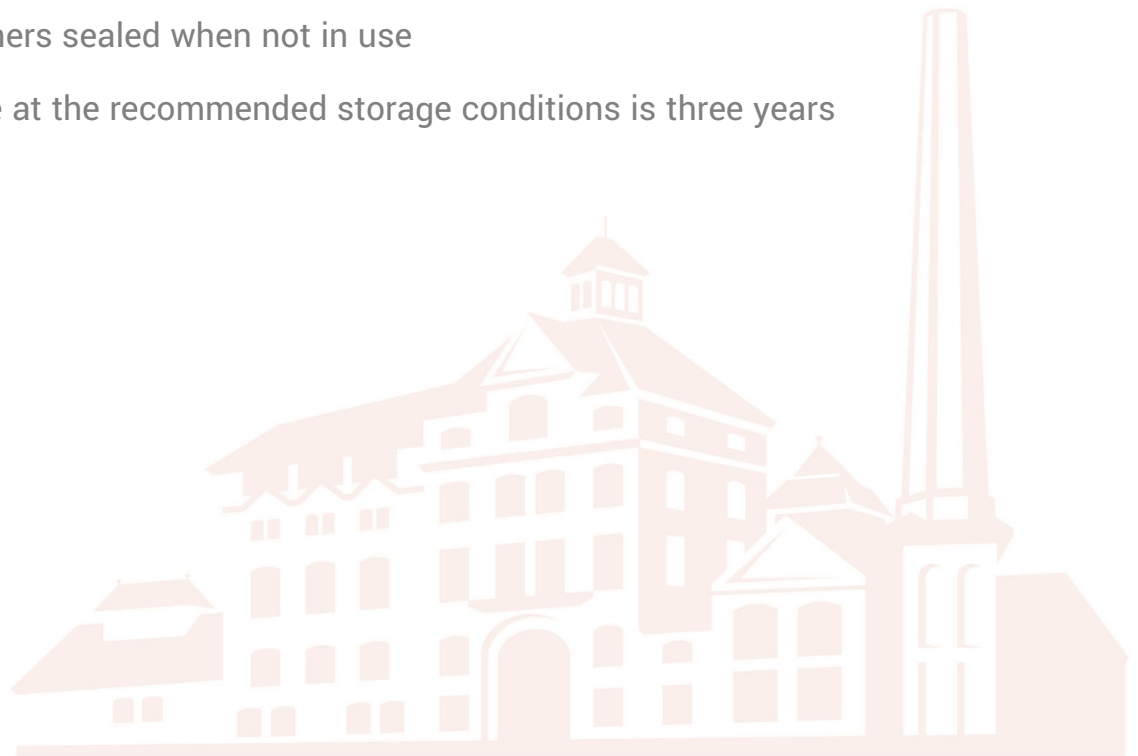 ners sealed when not in use
e at the recommended storage conditions is three years